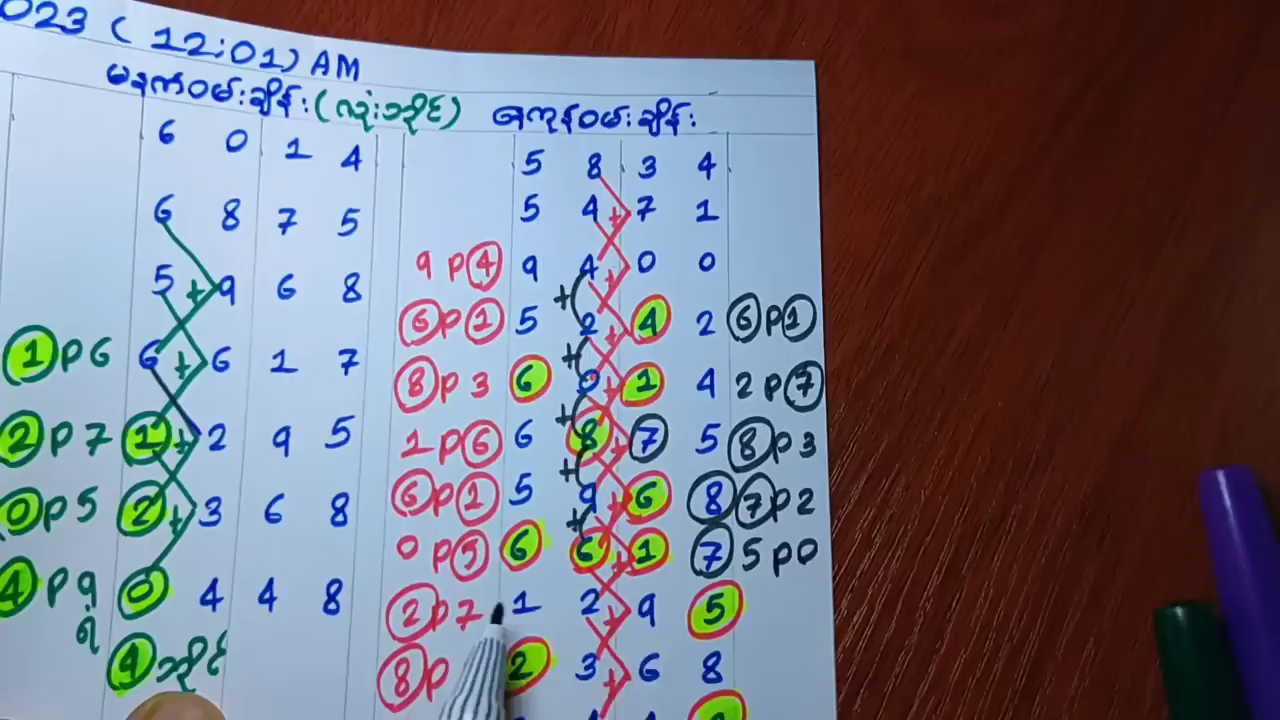 023 ( 12:01) AM
မနက်ဝမ်းချိန်း (လုံးဘိုင်) ညကုန်ဝမ်းချိန်း
6 0 1 4 5 8 3 4
6 8 7 5 5 4 + 7 1
5 + 9 6 8 9 p 4 9 4 + 0 0
+ 6 p 1 5 2 + 4 2 6 p 1
1 p 6 6 + 6 1 7 8 p 3 6 + 0 + 1 4 2 p 7
2 p 7 1 + 2 9 5 1 p 6 6 + 8 + 7 5 8 p 3
0 p 5 2 + 3 6 8 6 p 1 5 + 9 + 6 8 7 p 2
0 p 5 6 + 6 + 1 7 5 p 0
4 p 9 0 4 4 8 2 p 7 1 2 + 9 5
ရဲ
4 ဘိုင် 8 p 2 3 + 6 8